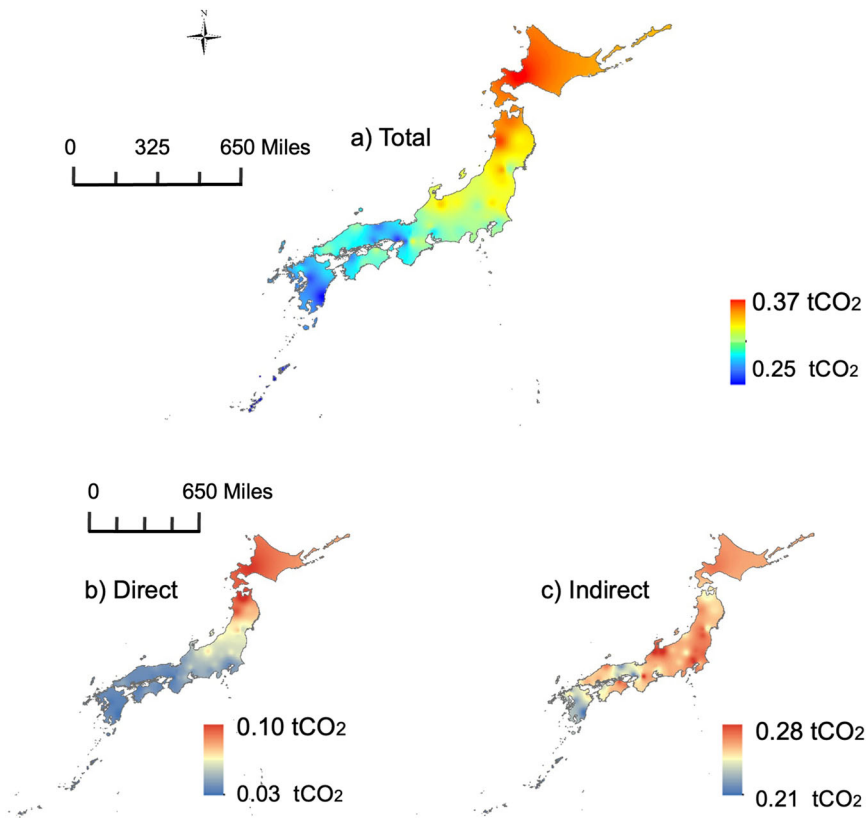 N
0 325 650 Miles
a) Total
0.37 tCO2
0.25 tCO2
0 650 Miles
b) Direct
c) Indirect
0.10 tCO2
0.03 tCO2
0.28 tCO2
0.21 tCO2